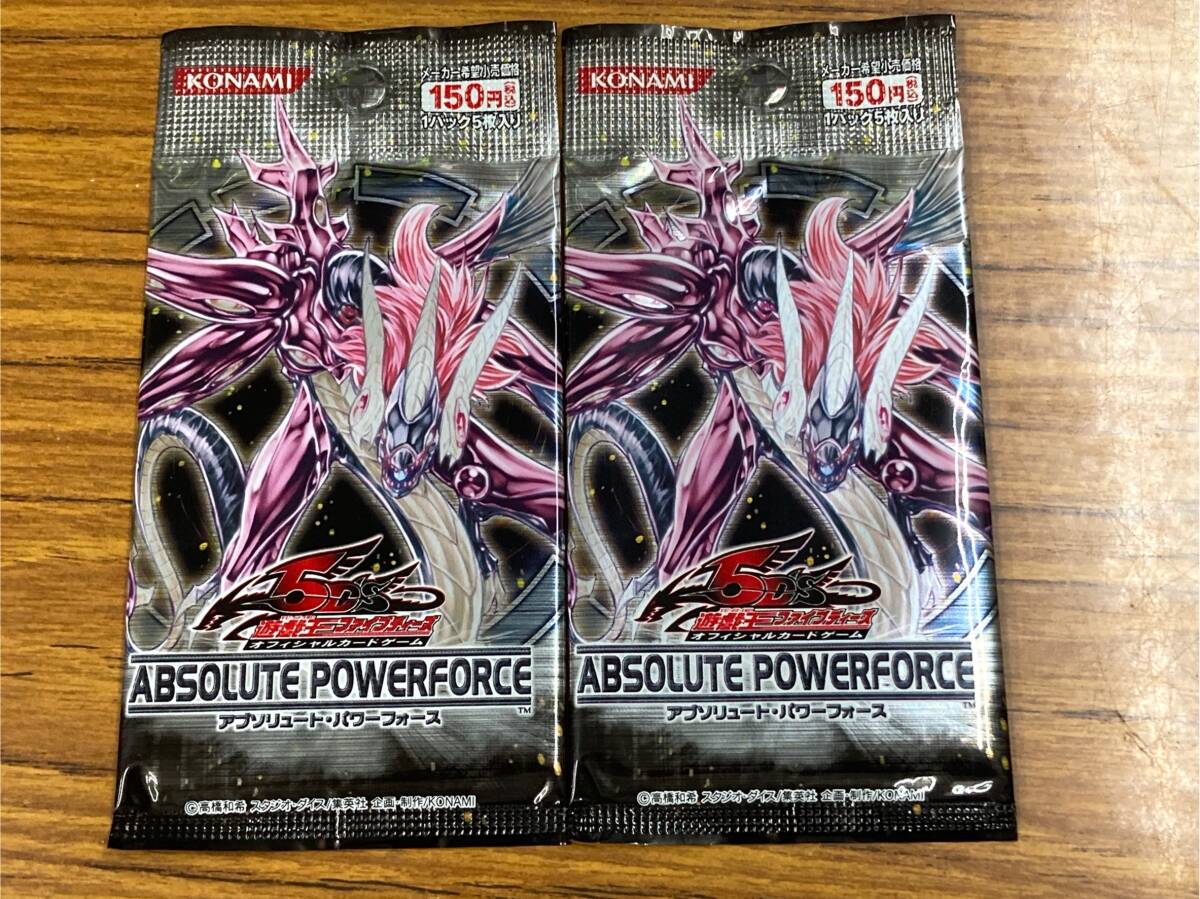 KONAMI
メーカー希望小売価格
150円(税込)
1パック5枚入り
5D's
遊戯王ファイブディーズ
オフィシャルカードゲーム
ABSOLUTE POWERFORCE
TM
アブソリュート・パワーフォース
©高橋和希 スタジオ・ダイス/集英社 企画・制作/KONAMI
KONAMI
メーカー希望小売価格
150円(税込)
1パック5枚入り
5D's
遊戯王ファイブディーズ
オフィシャルカードゲーム
ABSOLUTE POWERFORCE
TM
アブソリュート・パワーフォース
©高橋和希 スタジオ・ダイス/集英社 企画・制作/KONAMI